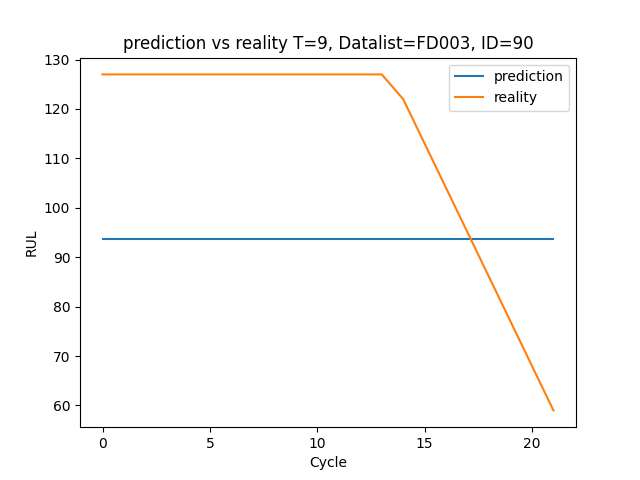 prediction vs reality T=9, Datalist=FD003, ID=90
130
120
110
100
90
80
70
60
RUL
0
5
10
15
20
Cycle
prediction
reality